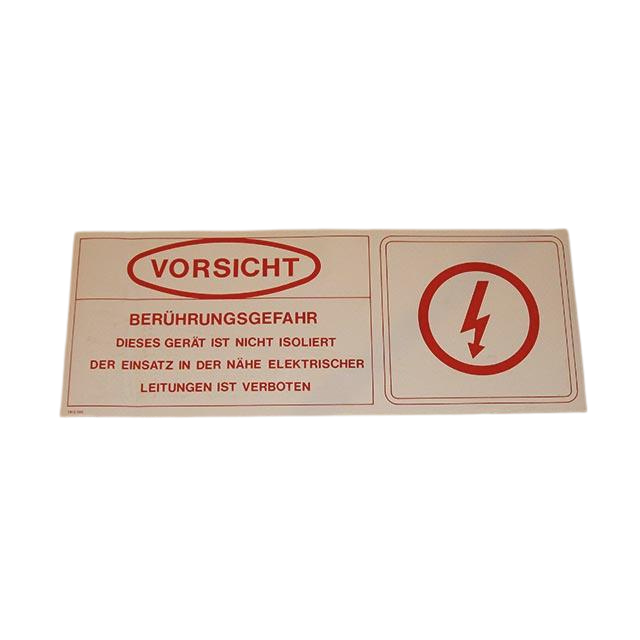 VORSICHT
BERÜHRUNGSGEFAHR
DIESES GERÄT IST NICHT ISOLIERT
DER EINSATZ IN DER NÄHE ELEKTRISCHER
LEITUNGEN IST VERBOTEN